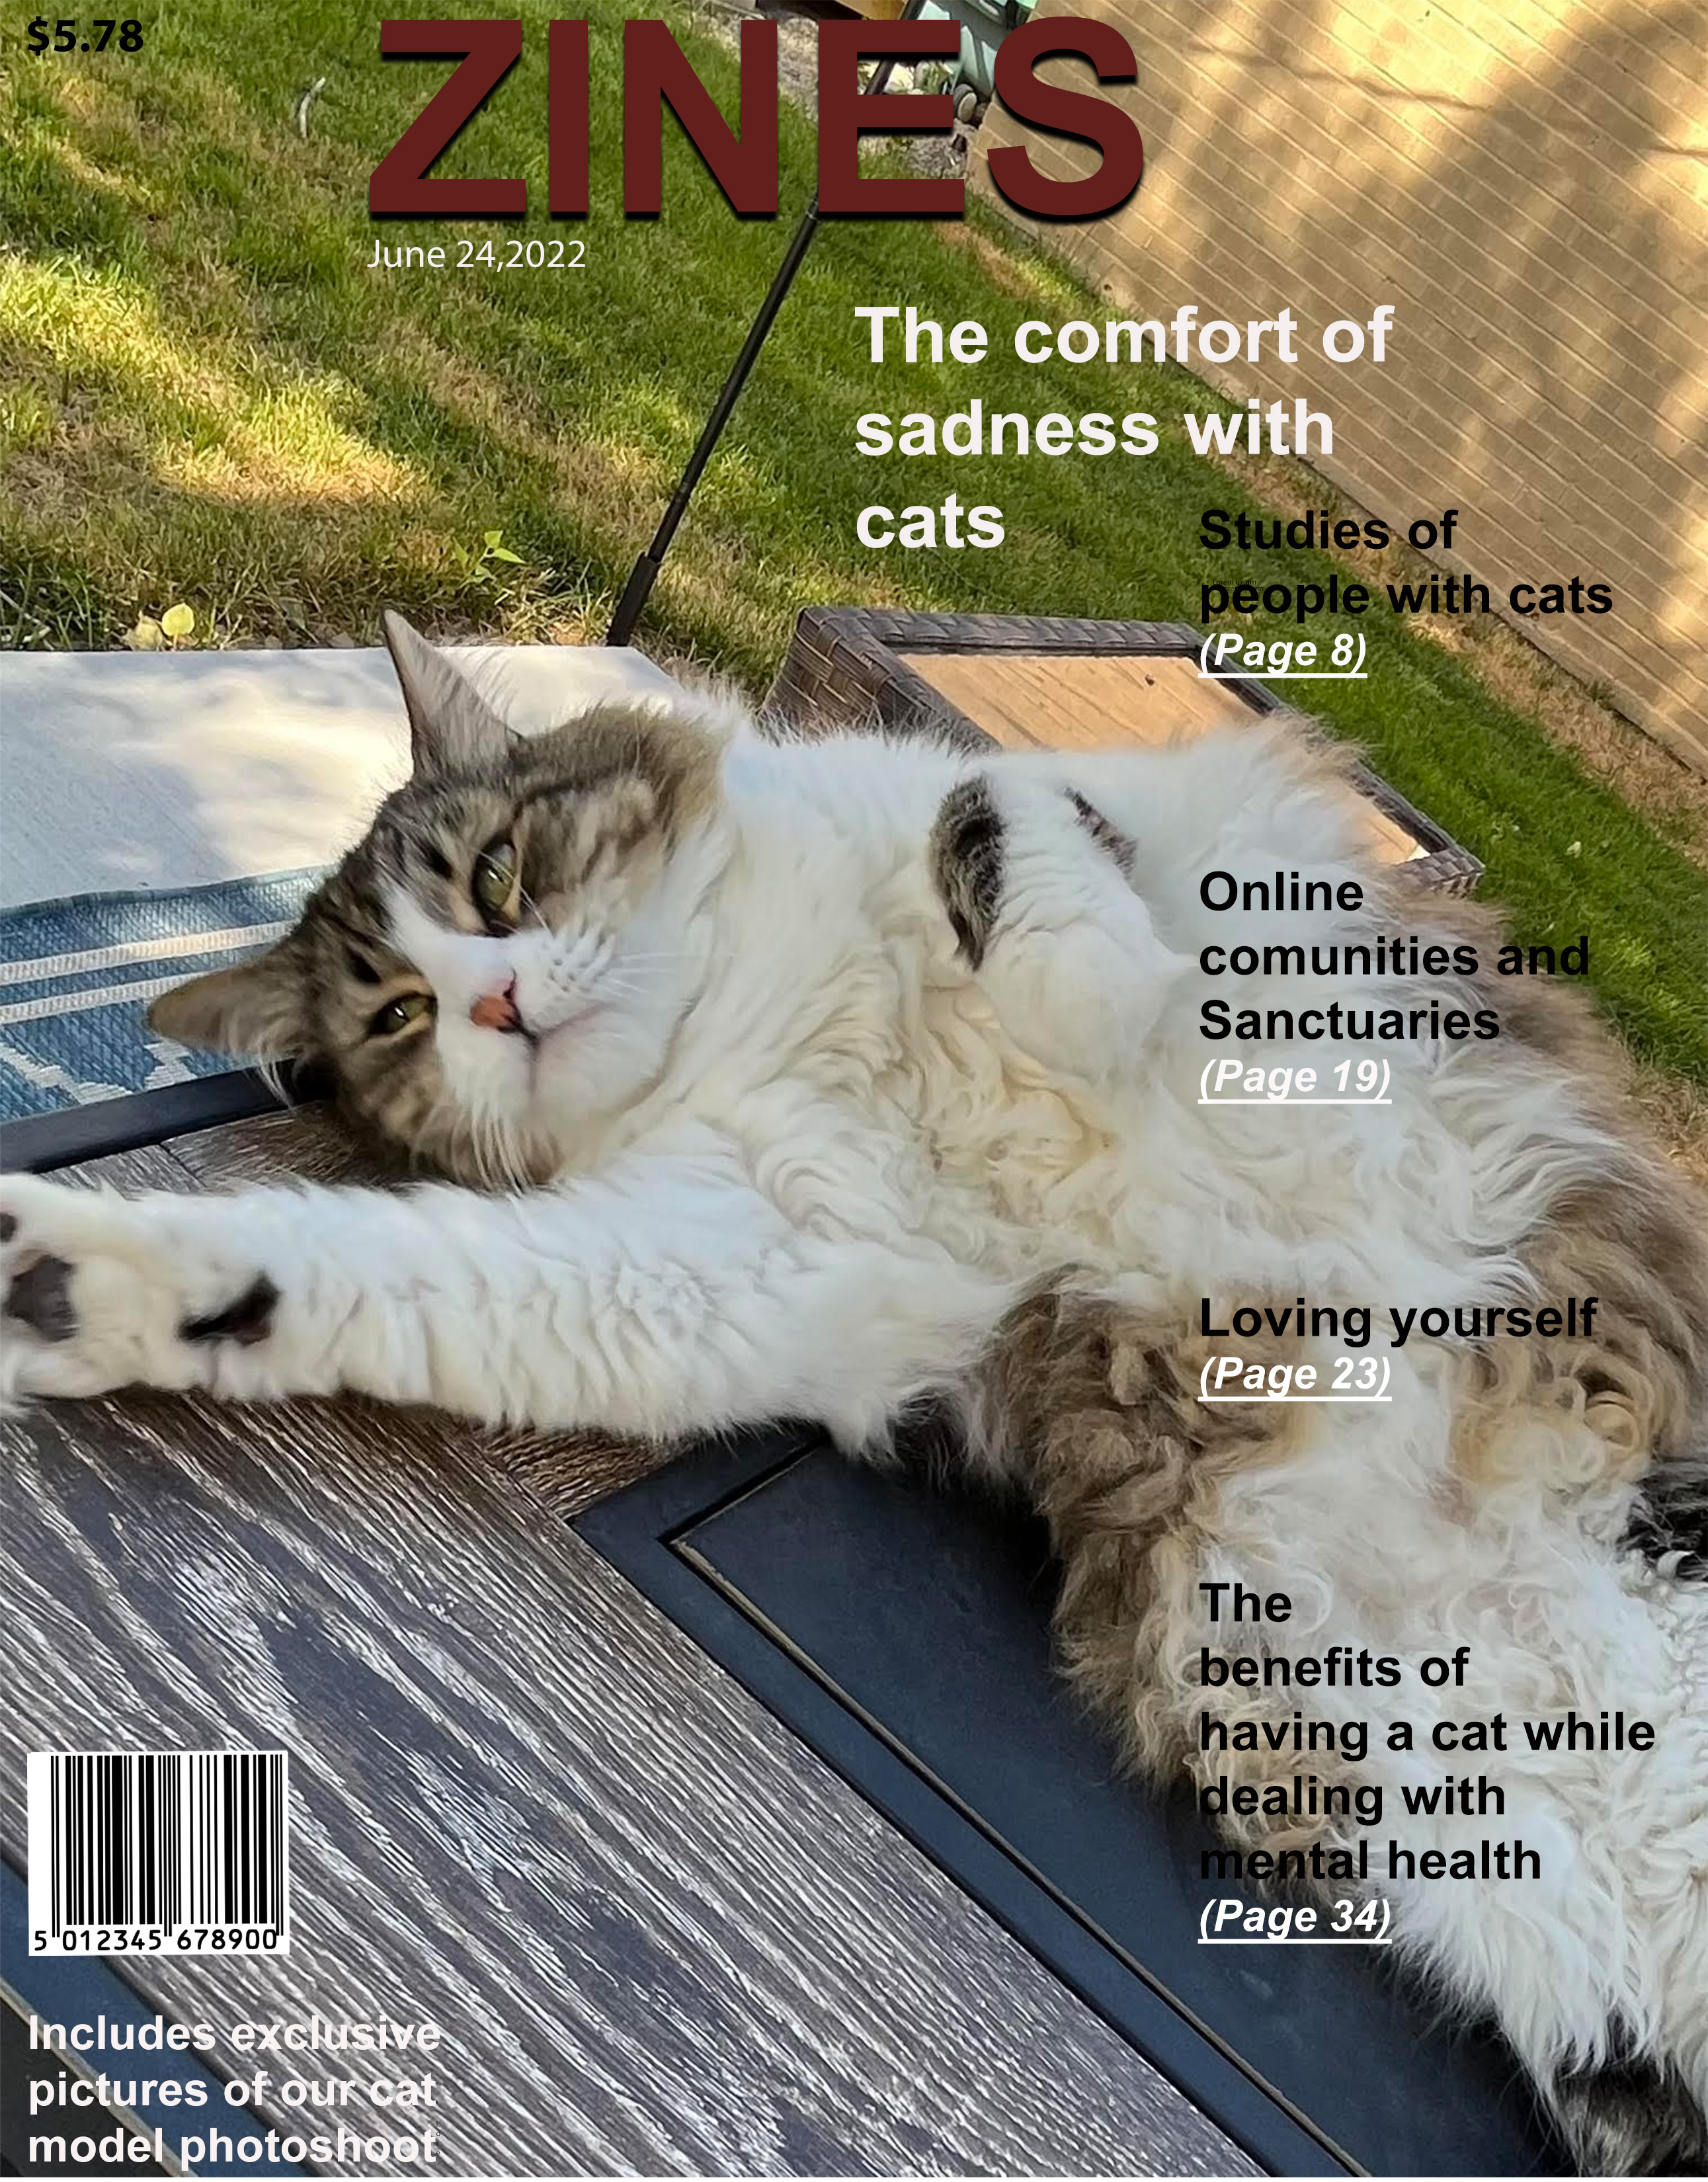 $5.78
ZINES
June 24,2022
The comfort of
sadness with
cats
Studies of
people with cats
(Page 8)
Online
comunities and
Sanctuaries
(Page 19)
Loving yourself
(Page 23)
The
benefits of
having a cat while
dealing with
mental health
(Page 34)
5 012345 678900
Includes exclusive
pictures of our cat
model photoshoot